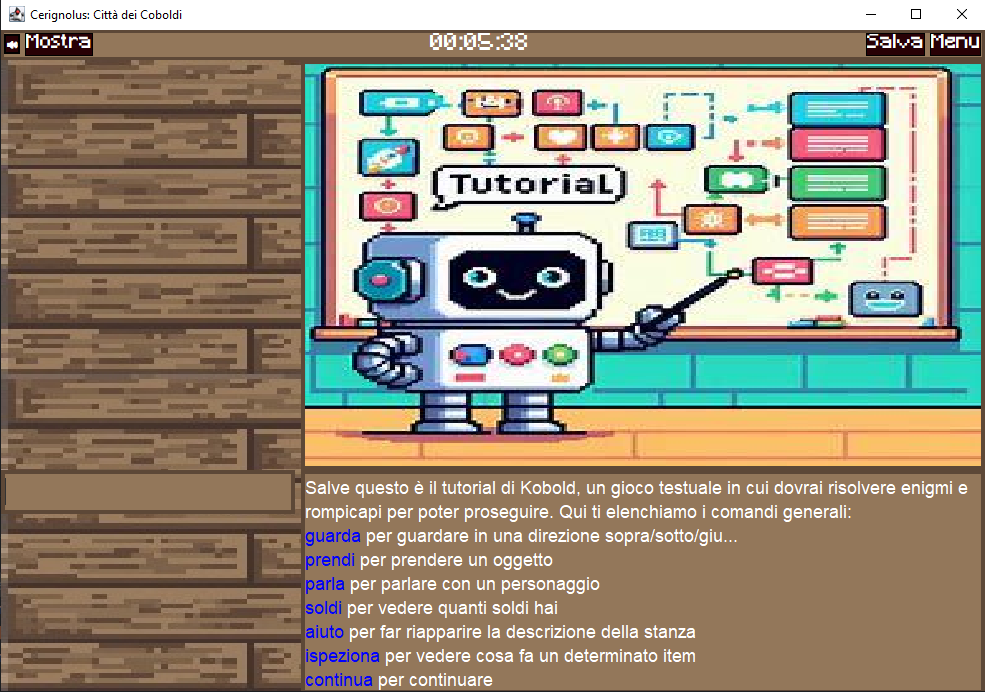 Cerignolus: Città dei Coboldi
Mostra
00:05:38
Salva Menu
Tutorial
Salve questo è il tutorial di Kobold, un gioco testuale in cui dovrai risolvere enigmi e
rompicapi per poter proseguire. Qui ti elenchiamo i comandi generali:
guarda per guardare in una direzione sopra/sotto/giu...
prendi per prendere un oggetto
parla per parlare con un personaggio
soldi per vedere quanti soldi hai
aiuto per far riapparire la descrizione della stanza
ispeziona per vedere cosa fa un determinato item
continua per continuare